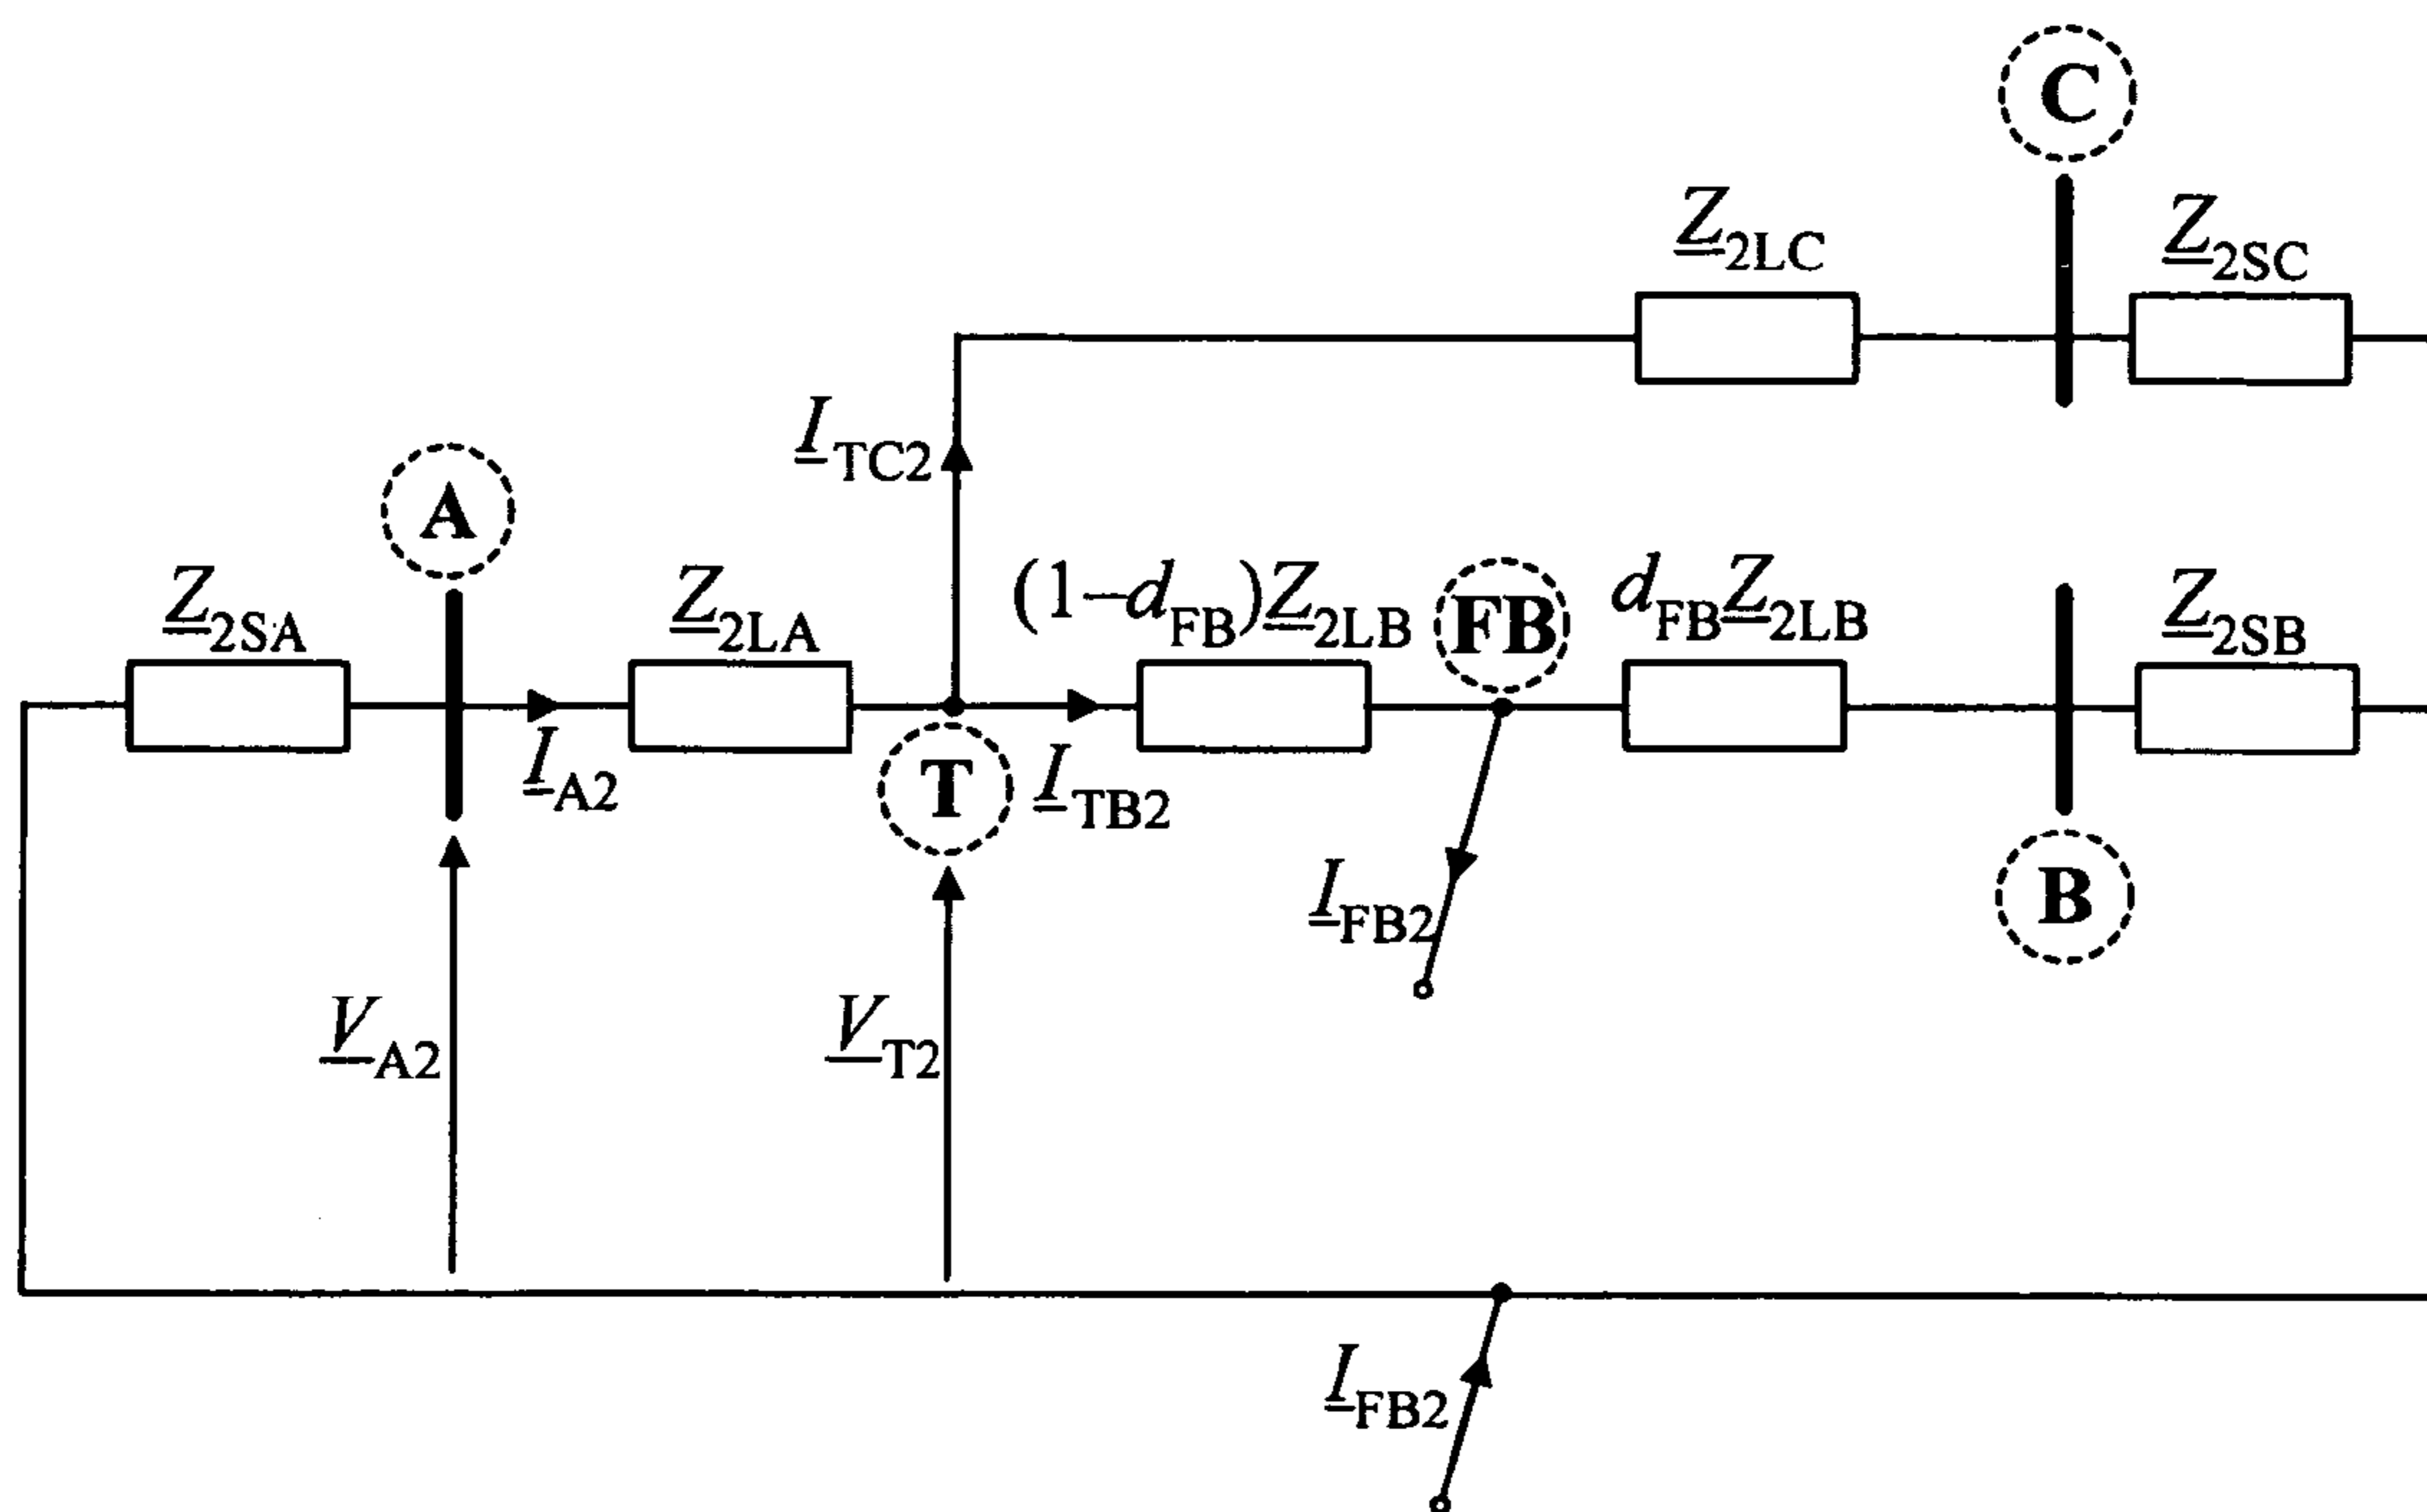 C
Z2LC
Z2SC
ITC2
A
Z2SA
Z2LA
(1–dFB)Z2LB
FB
dFBZ2LB
Z2SB
IA2
T
ITB2
IFB2
B
VA2
VT2
IFB2